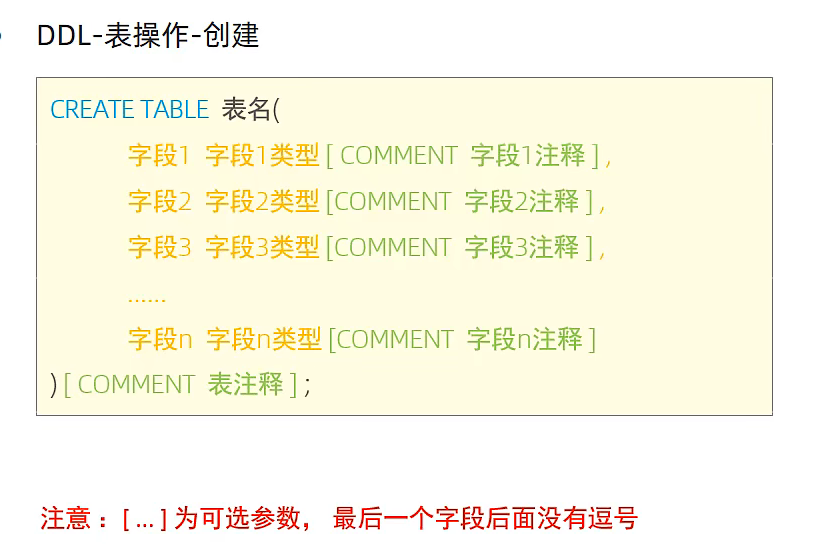 DDL-表操作-创建
CREATE TABLE 表名(
字段1 字段1类型[ COMMENT 字段1注释 ] ,
字段2 字段2类型[COMMENT 字段2注释 ] ,
字段3 字段3类型[COMMENT 字段3注释 ] ,
......
字段n 字段n类型[COMMENT 字段n注释 ]
) [ COMMENT 表注释 ] ;
注意：[ ... ] 为可选参数， 最后一个字段后面没有逗号